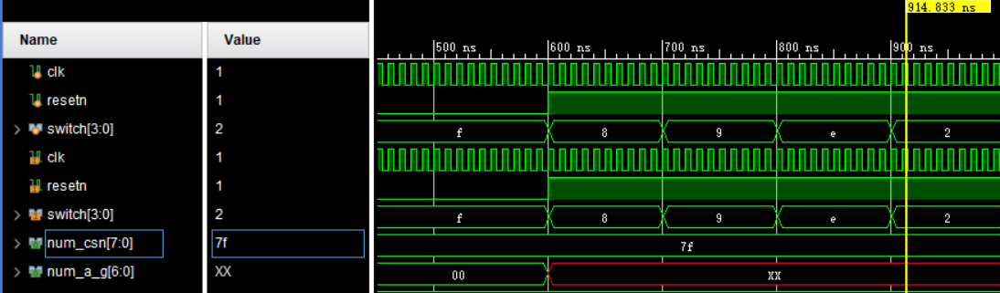 914.833 ns
Name Value
500 ns 600 ns 700 ns 800 ns 900 ns
clk 1
resetn 1
switch[3:0] 2 f 8 9 e 2
clk 1
resetn 1
switch[3:0] 2 f 8 9 e 2
num_csn[7:0] 7f 7f
num_a_g[6:0] XX 00 XX